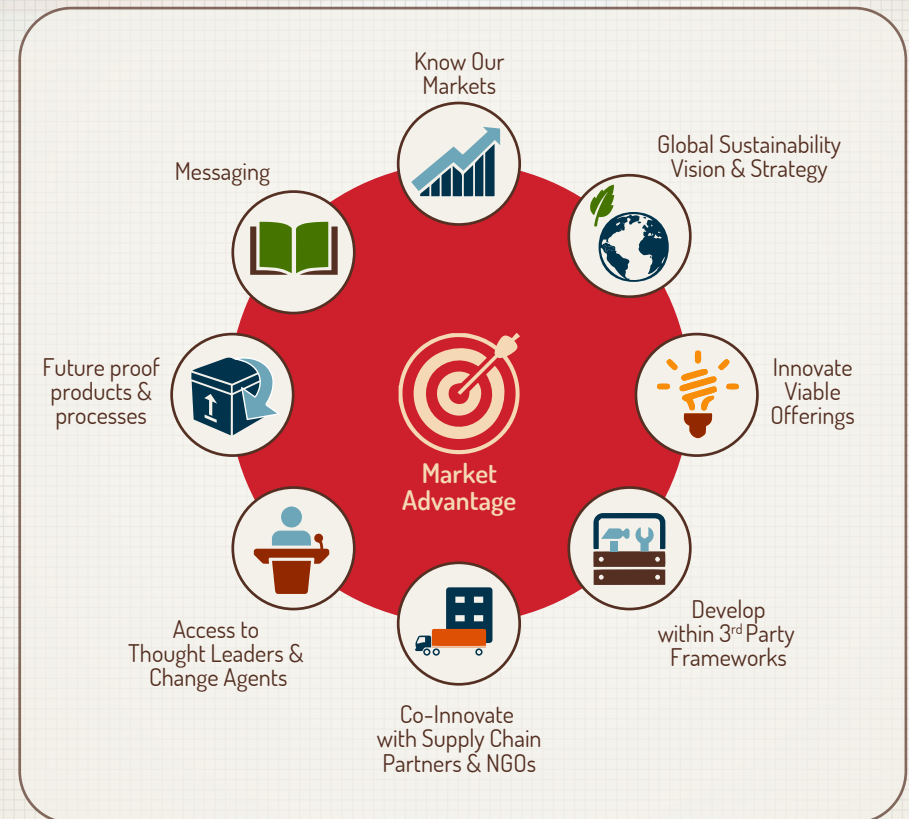 Know Our
Markets
Global Sustainability
Vision & Strategy
Innovate
Viable
Offerings
Develop
within 3rd Party
Frameworks
Co-Innovate
with Supply Chain
Partners & NGOs
Access to
Thought Leaders &
Change Agents
Future proof
products &
processes
Messaging
Market
Advantage